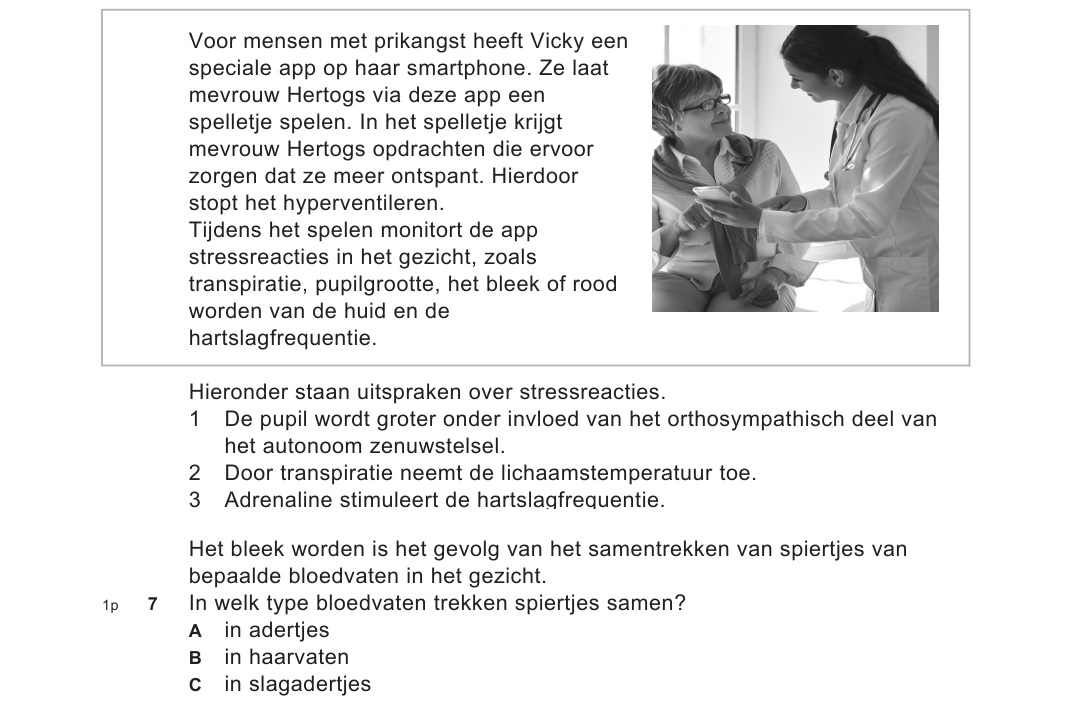 Voor mensen met prikangst heeft Vicky een
speciale app op haar smartphone. Ze laat
mevrouw Hertogs via deze app een
spelletje spelen. In het spelletje krijgt
mevrouw Hertogs opdrachten die ervoor
zorgen dat ze meer ontspant. Hierdoor
stopt het hyperventileren.
Tijdens het spelen monitort de app
stressreacties in het gezicht, zoals
transpiratie, pupilgrootte, het bleek of rood
worden van de huid en de
hartslagfrequentie.
Hieronder staan uitspraken over stressreacties.
1 De pupil wordt groter onder invloed van het orthosympathisch deel van
het autonoom zenuwstelsel.
2 Door transpiratie neemt de lichaamstemperatuur toe.
3 Adrenaline stimuleert de hartslagfrequentie.
Het bleek worden is het gevolg van het samentrekken van spiertjes van
bepaalde bloedvaten in het gezicht.
1p 7 In welk type bloedvaten trekken spiertjes samen?
A in adertjes
B in haarvaten
C in slagadertjes